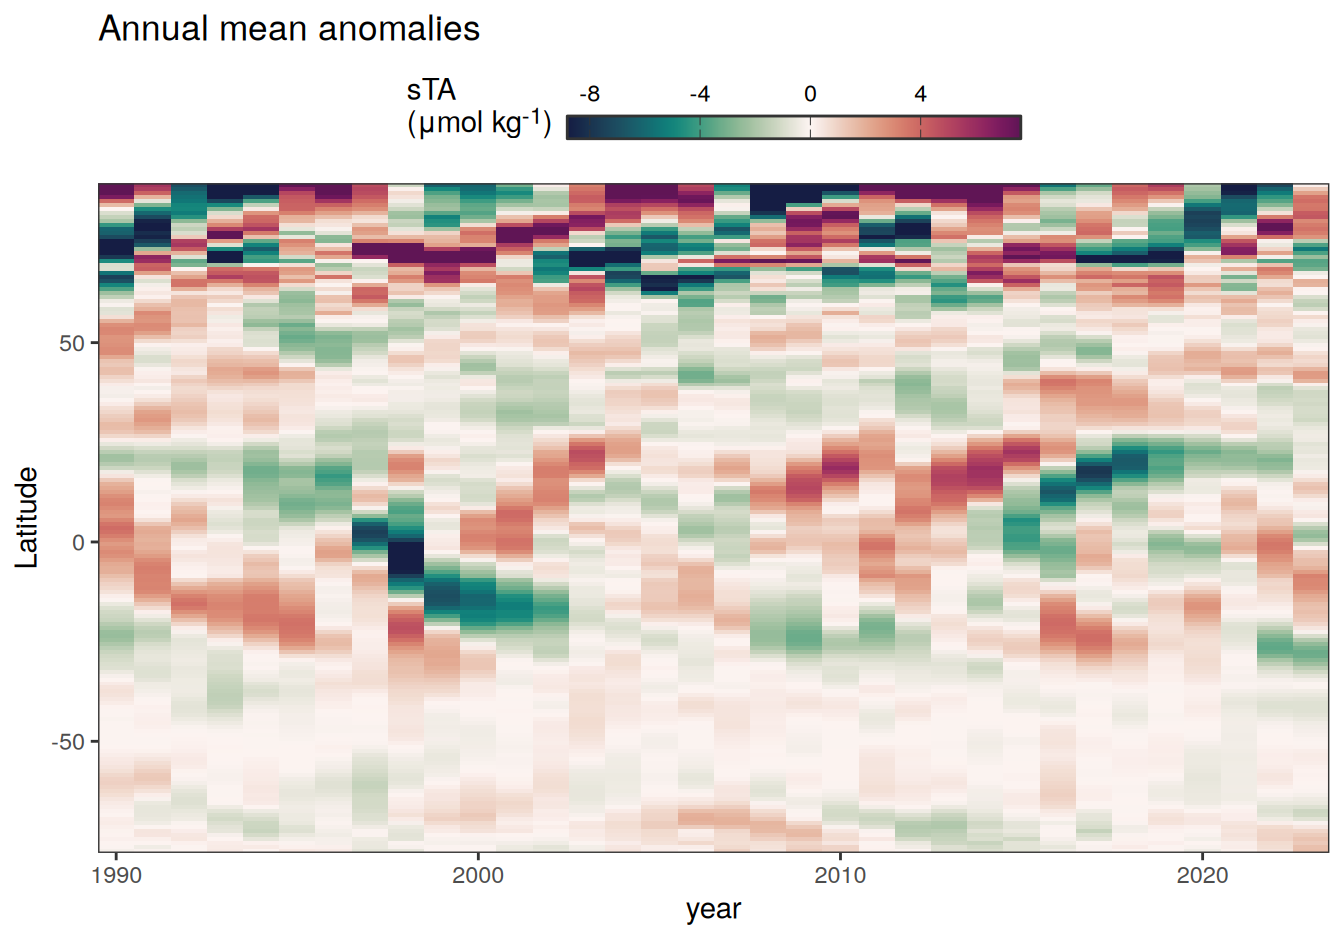 Annual mean anomalies
sTA
(µmol kg⁻¹)
-8 -4 0 4
50
0
-50
Latitude
1990 2000 2010 2020
year